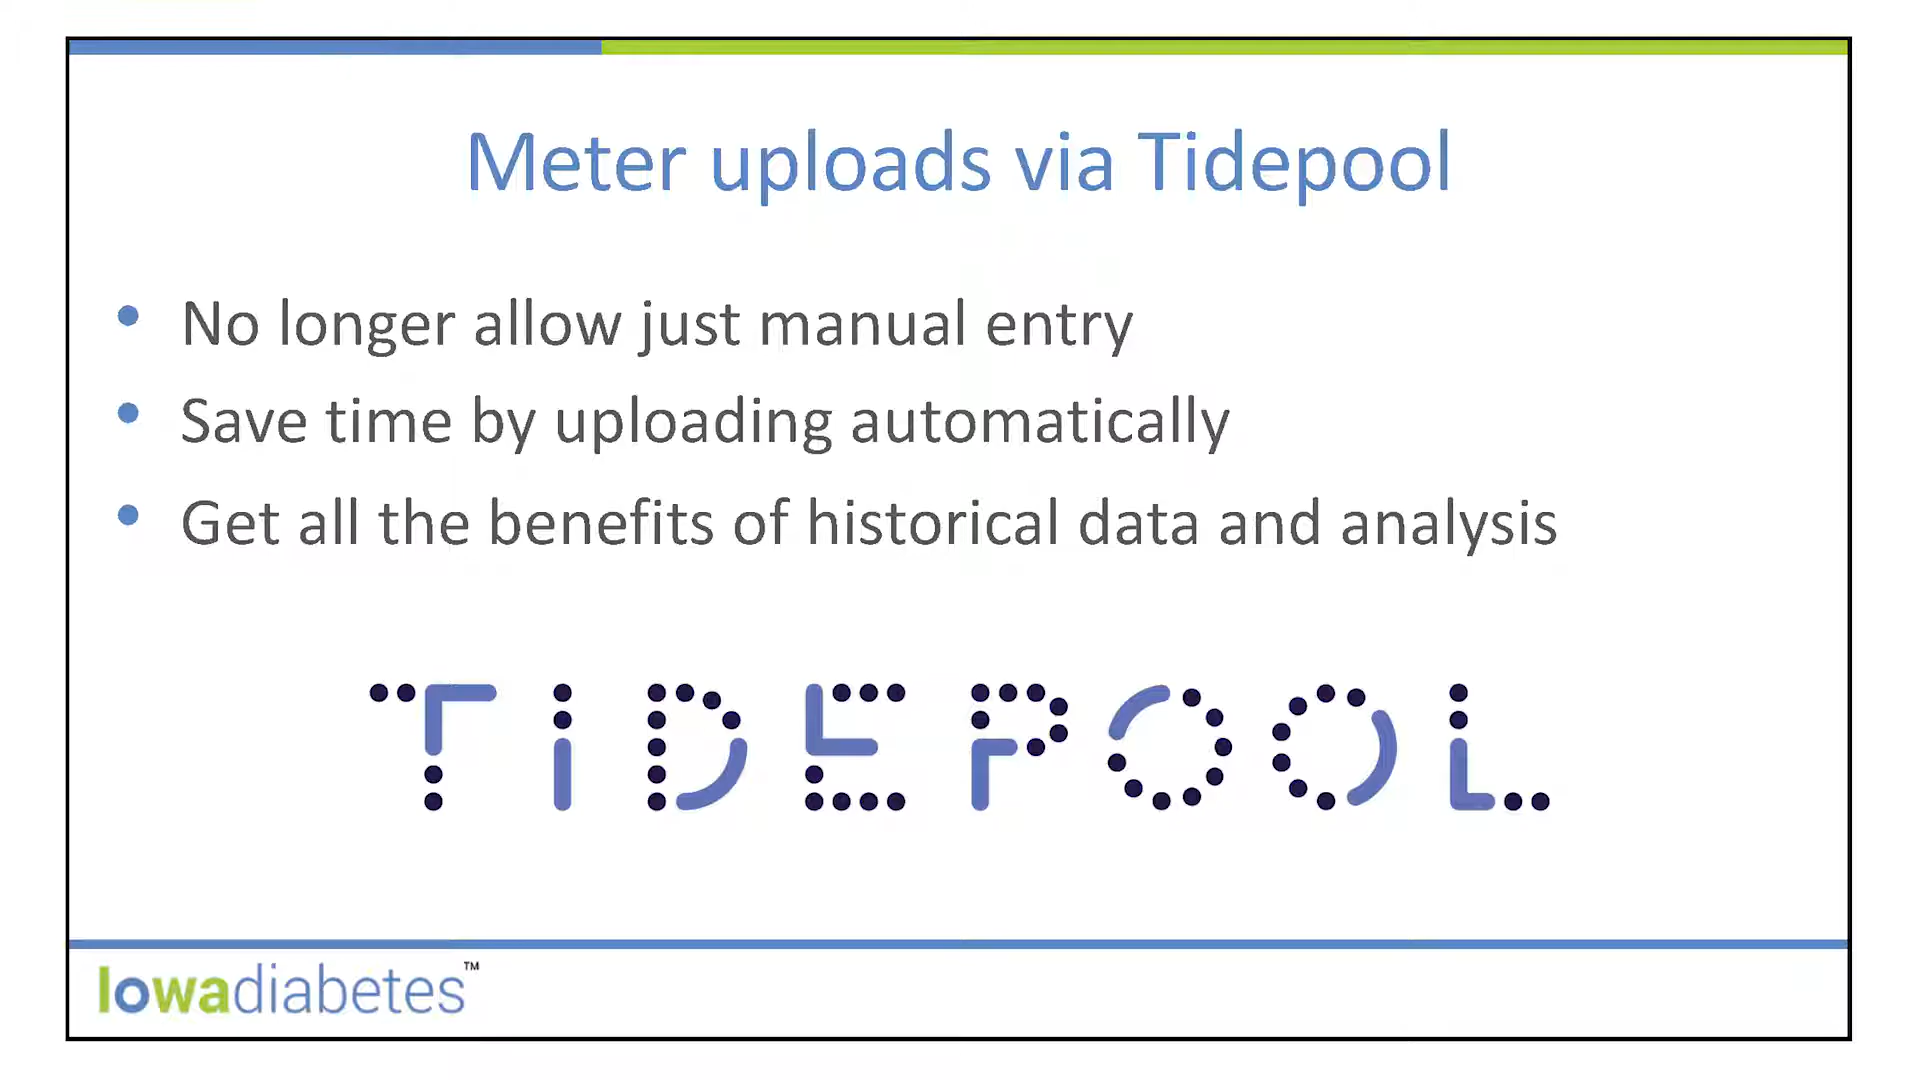 Meter uploads via Tidepool
• No longer allow just manual entry
• Save time by uploading automatically
• Get all the benefits of historical data and analysis
TIDEPOOL
Iowadiabetes™